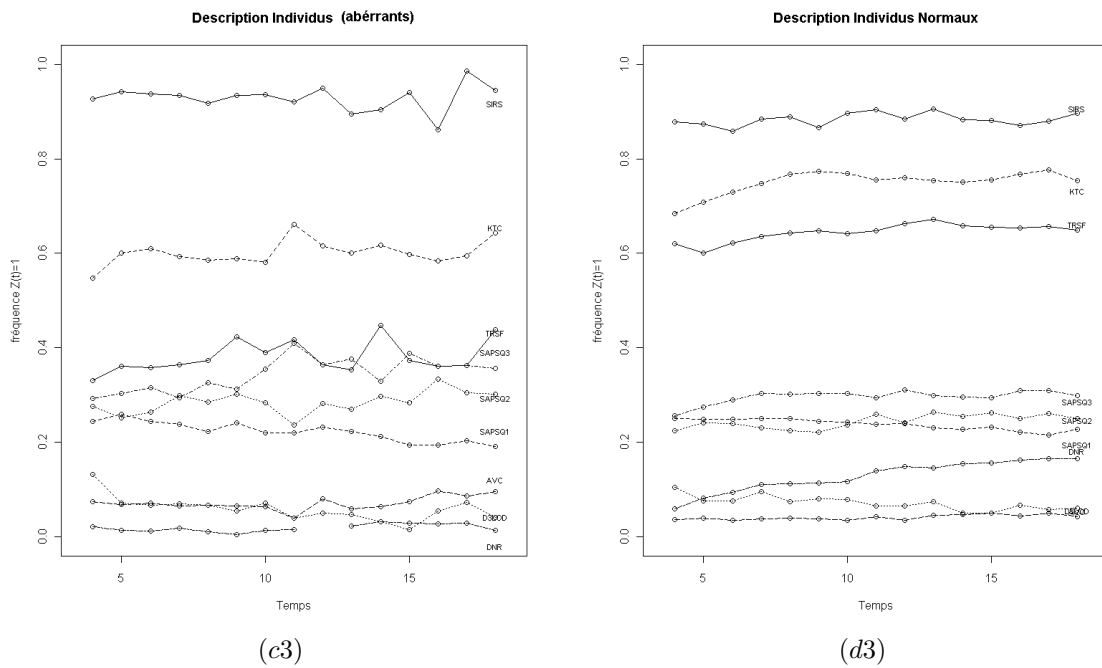 Description Individus (abérrants)
1.0
0.8
0.6
0.4
0.2
0.0
fréquence Z(t)=1
SIRS
KTC
TRSF
SAPSQ3
SAPSQ2
SAPSQ1
AVC
DNR
5
10
15
Temps
(c3)
Description Individus Normaux
1.0
0.8
0.6
0.4
0.2
0.0
fréquence Z(t)=1
SIRS
KTC
TRSF
SAPSQ3
SAPSQ2
SAPSQ1
DNR
5
10
15
Temps
(d3)